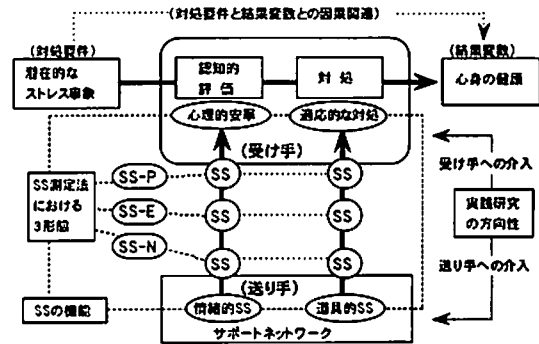 (対処要件と結果変数との因果関連)
(対処要件)
潜在的な
ストレス事象
認知的
評価
対処
(結果変数)
心身の健康
心理的安寧
適応的な対処
(受け手)
SS測定法
における
3形態
SS-P
SS
SS
SS-E
SS
SS
SS-N
SS
SS
受け手への介入
実践研究
の方向性
送り手への介入
SSの機能
(送り手)
情緒的SS
道具的SS
サポートネットワーク